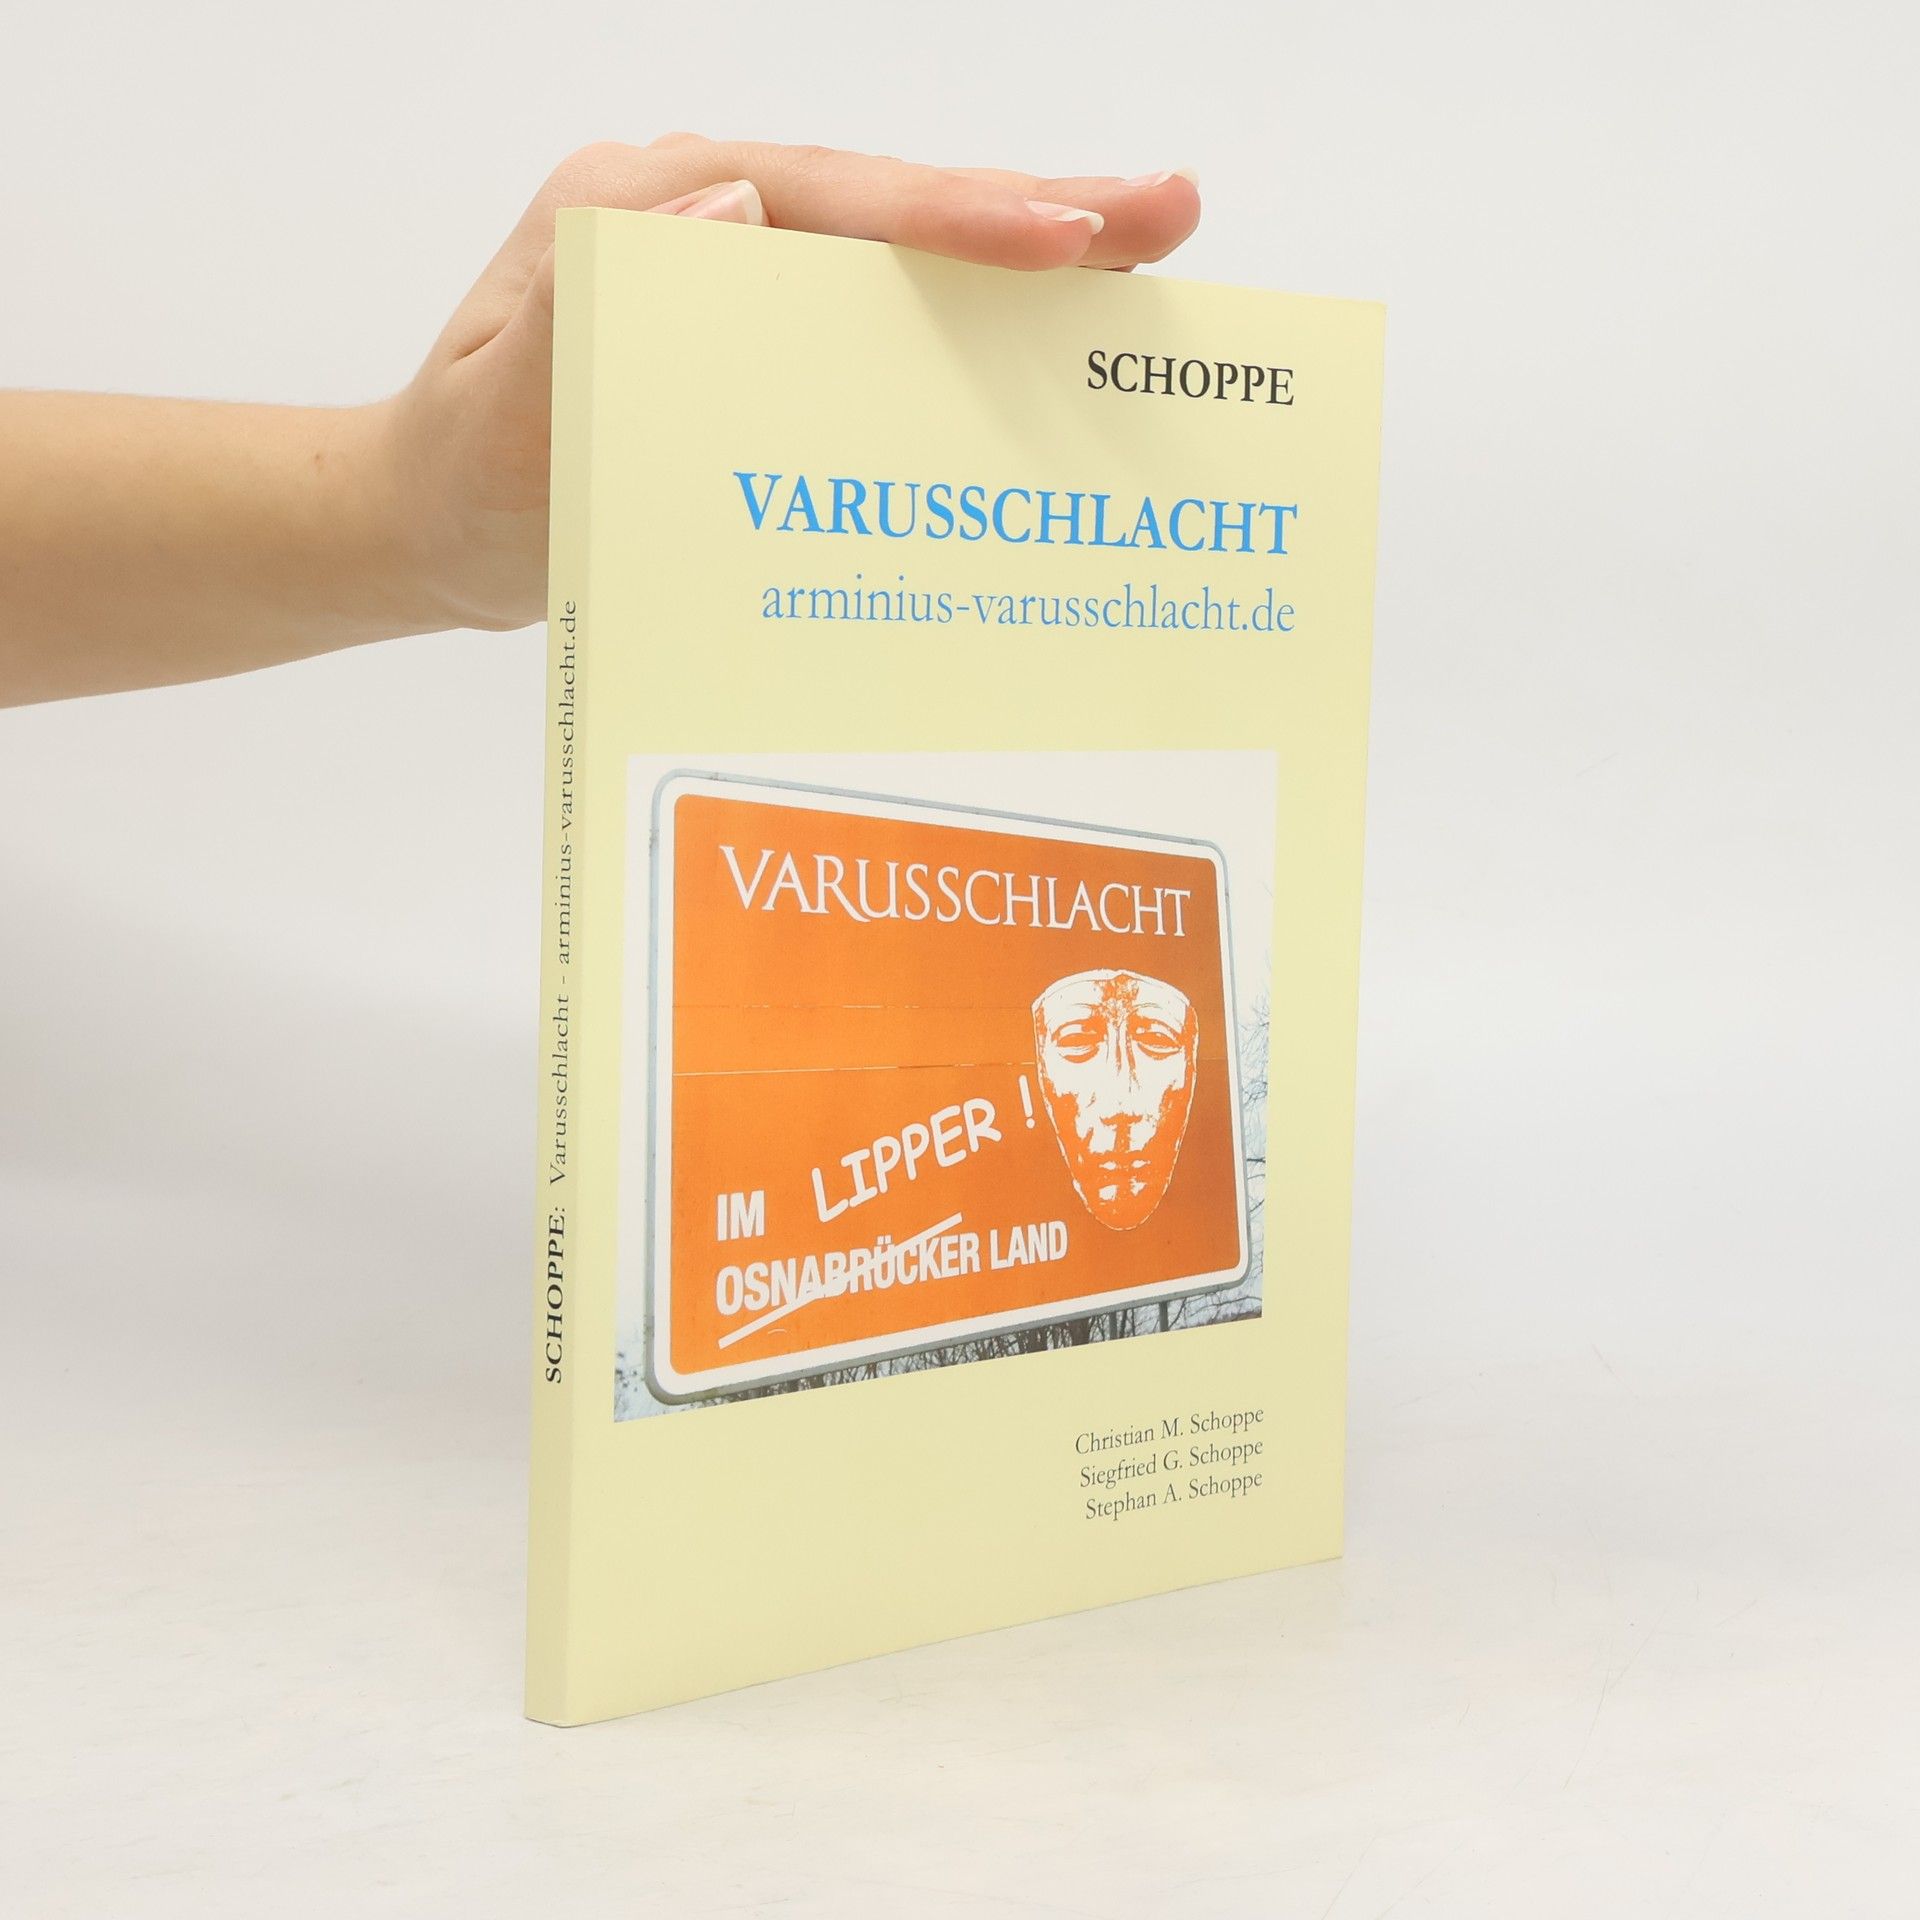 SCHOPPE
VARUSSCHLACHT
arminius-varusschlacht.de
VARUSSCHLACHT
LIPPER !
IM
OSNABRÜCKER LAND
Christian M. Schoppe
Siegfried G. Schoppe
Stephan A. Schoppe
SCHOPPE: Varusschlacht - arminius-varusschlacht.de